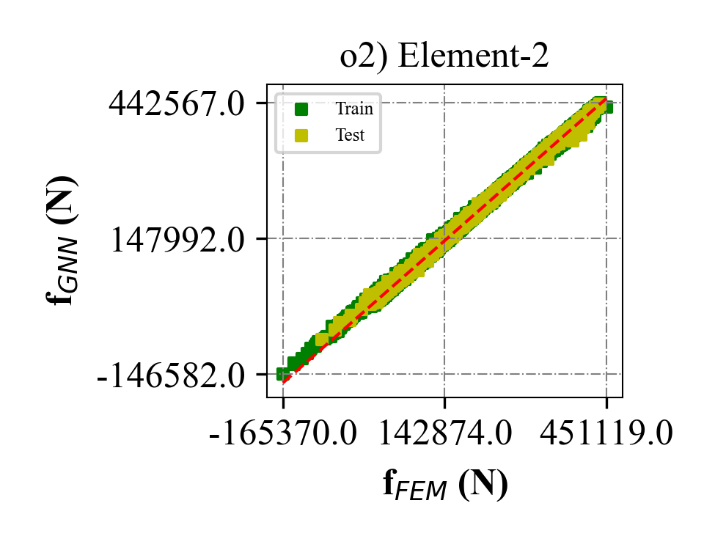 o2) Element-2
442567.0
147992.0
-146582.0
f_GNN (N)
Train
Test
-165370.0 142874.0 451119.0
f_FEM (N)